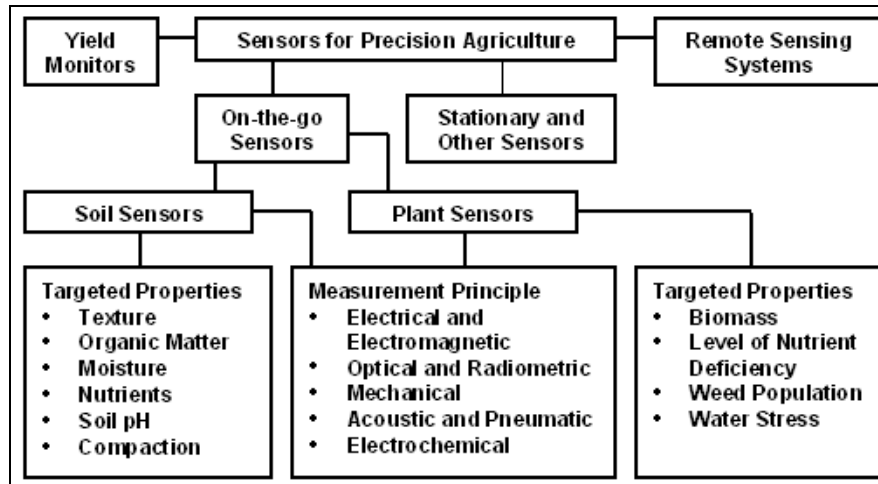 Yield
Monitors
Sensors for Precision Agriculture
Remote Sensing
Systems
On-the-go
Sensors
Stationary and
Other Sensors
Soil Sensors
Plant Sensors
Targeted Properties
• Texture
• Organic Matter
• Moisture
• Nutrients
• Soil pH
• Compaction
Measurement Principle
• Electrical and
Electromagnetic
• Optical and Radiometric
• Mechanical
• Acoustic and Pneumatic
• Electrochemical
Targeted Properties
• Biomass
• Level of Nutrient
Deficiency
• Weed Population
• Water Stress